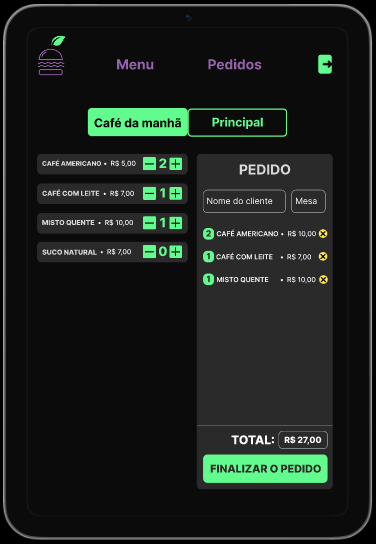 Menu Pedidos
Café da manhã Principal
CAFÉ AMERICANO • R$ 5,00 2
CAFÉ COM LEITE • R$ 7,00 1
MISTO QUENTE • R$ 10,00 1
SUCO NATURAL • R$ 7,00 0
PEDIDO
Nome do cliente Mesa
2 CAFÉ AMERICANO • R$ 10,00
1 CAFÉ COM LEITE • R$ 7,00
1 MISTO QUENTE • R$ 10,00
TOTAL: R$ 27,00
FINALIZAR O PEDIDO